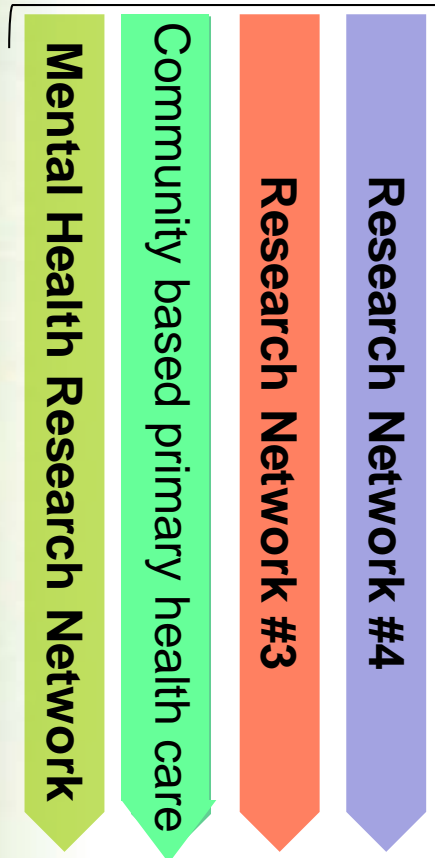 Mental Health Research Network
Community based primary health care
Research Network #3
Research Network #4